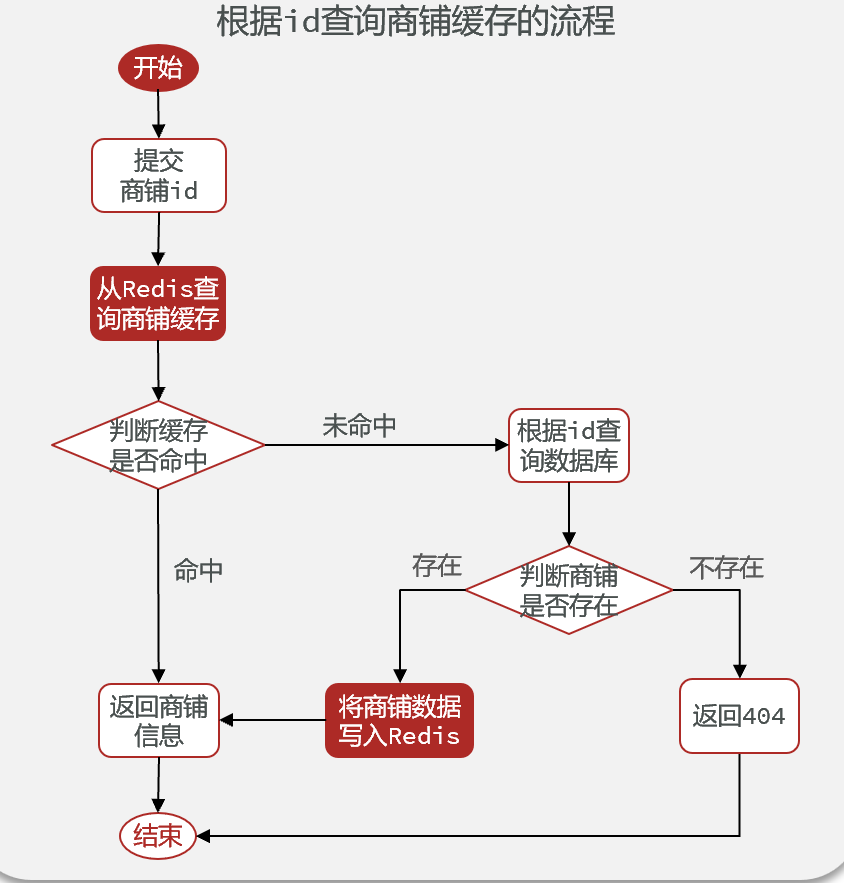 根据id查询商铺缓存的流程
开始
提交
商铺id
从Redis查
询商铺缓存
判断缓存
是否命中
未命中
根据id查
询数据库
命中
判断商铺
是否存在
存在
不存在
返回商铺
信息
将商铺数据
写入Redis
返回404
结束